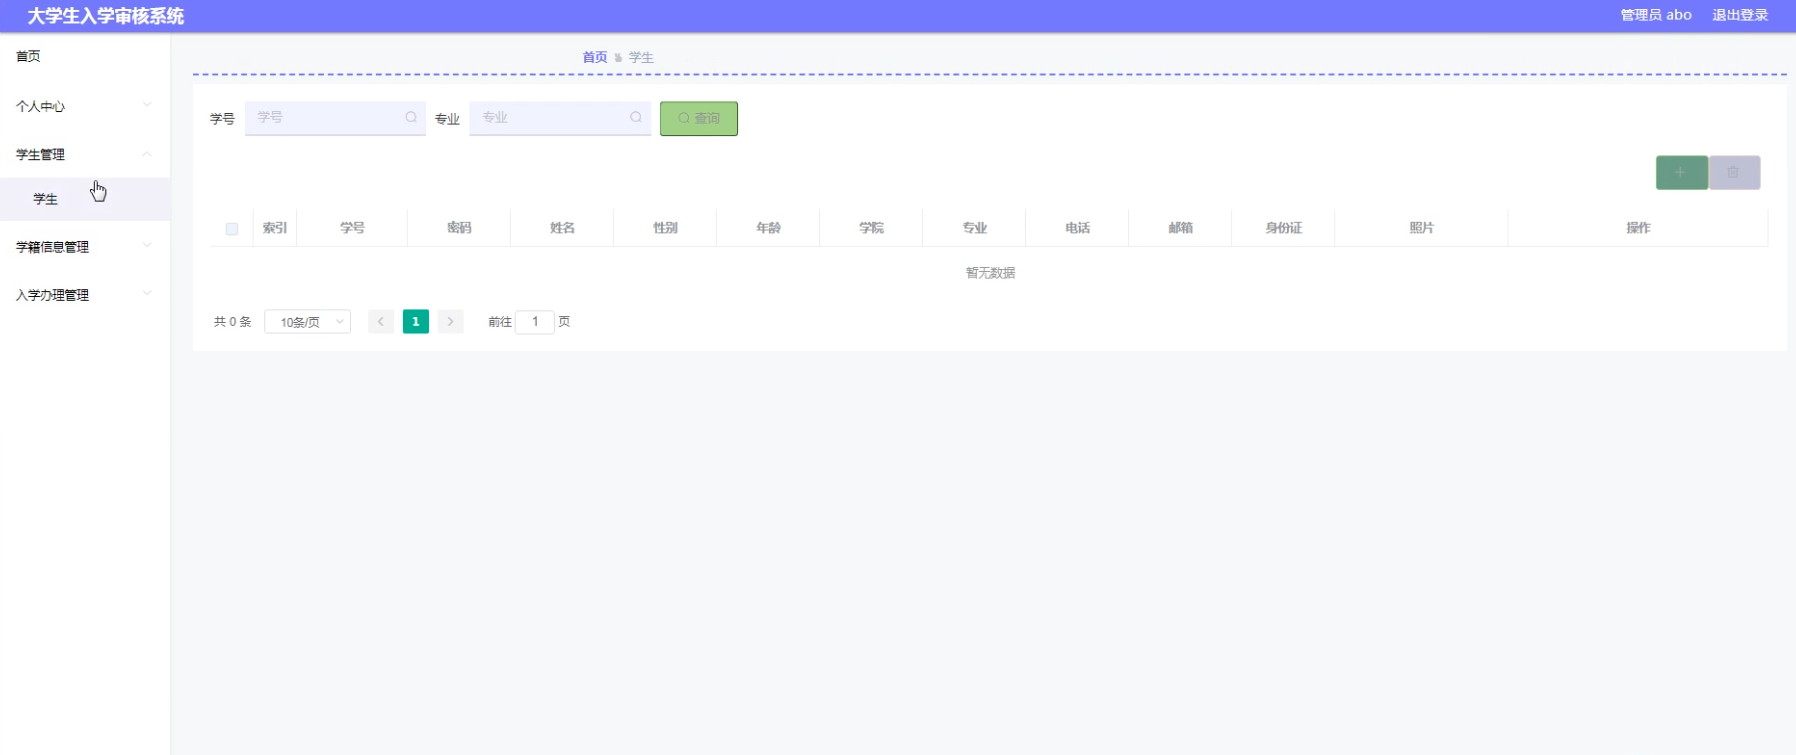 大学生入学审核系统
管理员 abo 退出登录
首页
首页 学生
个人中心
学号 学号 专业 专业 查询
学生管理
学生
索引 学号 密码 姓名 性别 年龄 学院 专业 电话 邮箱 身份证 照片 操作
学籍信息管理
暂无数据
入学办理管理
共 0 条 10条/页 1 前往 1 页